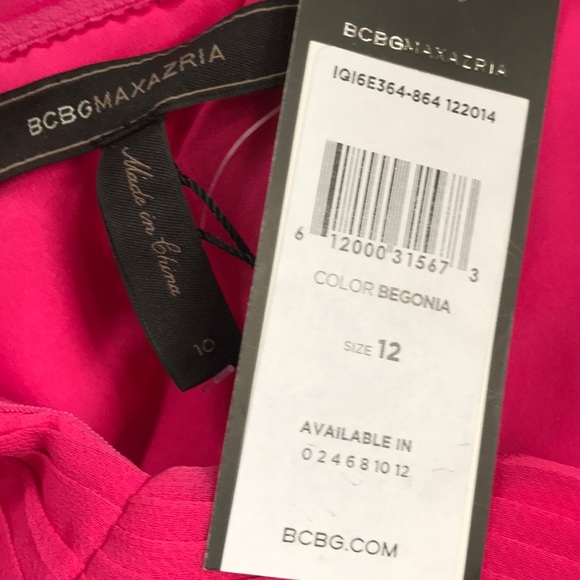 BCBGMAXAZRIA
Made in China
10
BCBGMAXAZRIA
IQI6E364-864 122014
6 12000 31567 3
COLOR BEGONIA
SIZE 12
AVAILABLE IN
0 2 4 6 8 10 12
BCBG.COM